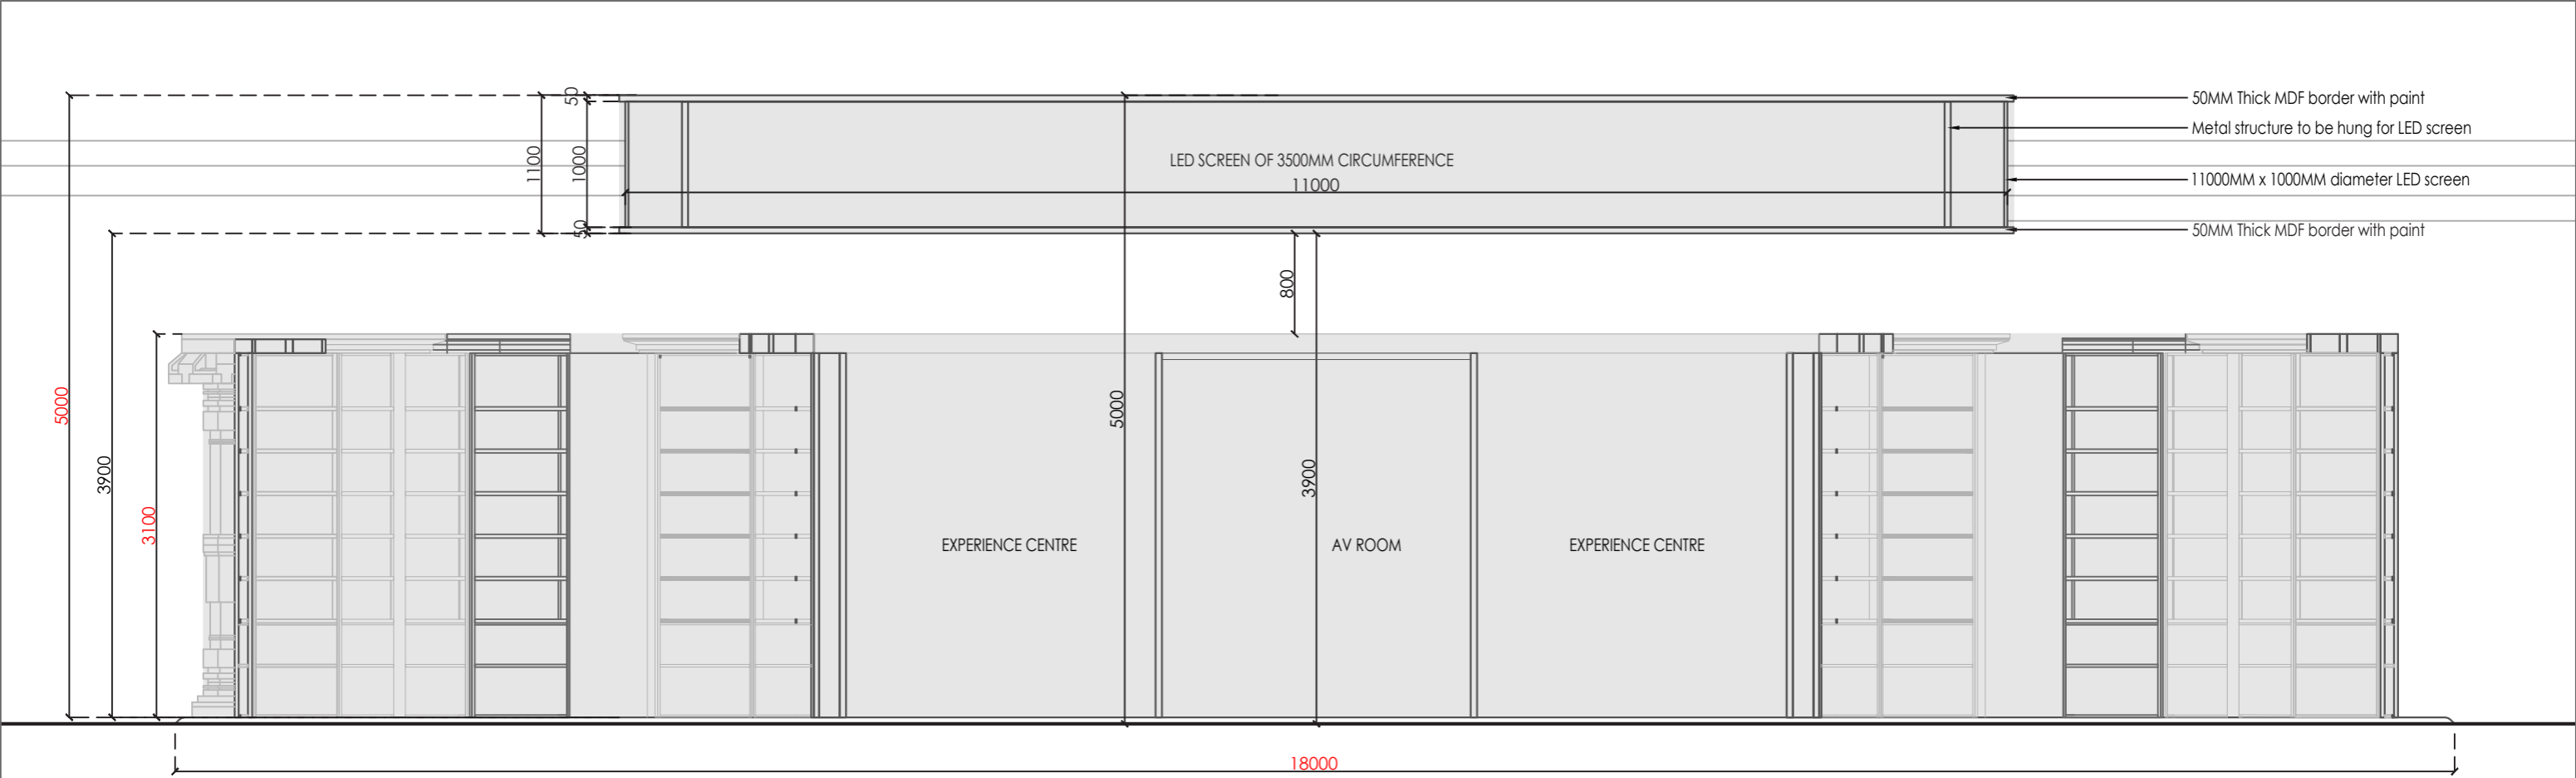 50
50MM Thick MDF border with paint
Metal structure to be hung for LED screen
1100
1000
LED SCREEN OF 3500MM CIRCUMFERENCE
11000
11000MM x 1000MM diameter LED screen
50
50MM Thick MDF border with paint
800
5000
5000
3900
3900
3100
EXPERIENCE CENTRE
AV ROOM
EXPERIENCE CENTRE
18000